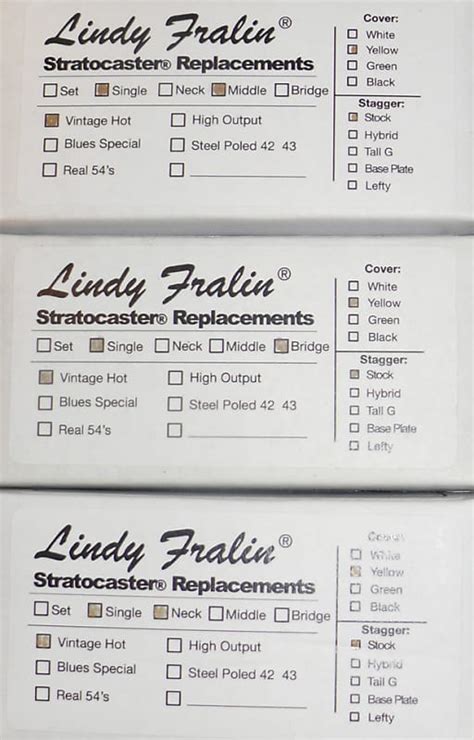 Lindy Fralin®
Stratocaster® Replacements
Set Single Neck Middle Bridge
Vintage Hot High Output
Blues Special Steel Poled 42 43
Real 54's
Cover:
White
Yellow
Green
Black
Stagger:
Stock
Hybrid
Tall G
Base Plate
Lefty
Lindy Fralin®
Stratocaster® Replacements
Set Single Neck Middle Bridge
Vintage Hot High Output
Blues Special Steel Poled 42 43
Real 54's
Cover:
White
Yellow
Green
Black
Stagger:
Stock
Hybrid
Tall G
Base Plate
Lefty
Lindy Fralin®
Stratocaster® Replacements
Set Single Neck Middle Bridge
Vintage Hot High Output
Blues Special Steel Poled 42 43
Real 54's
Cover:
White
Yellow
Green
Black
Stagger:
Stock
Hybrid
Tall G
Base Plate
Lefty